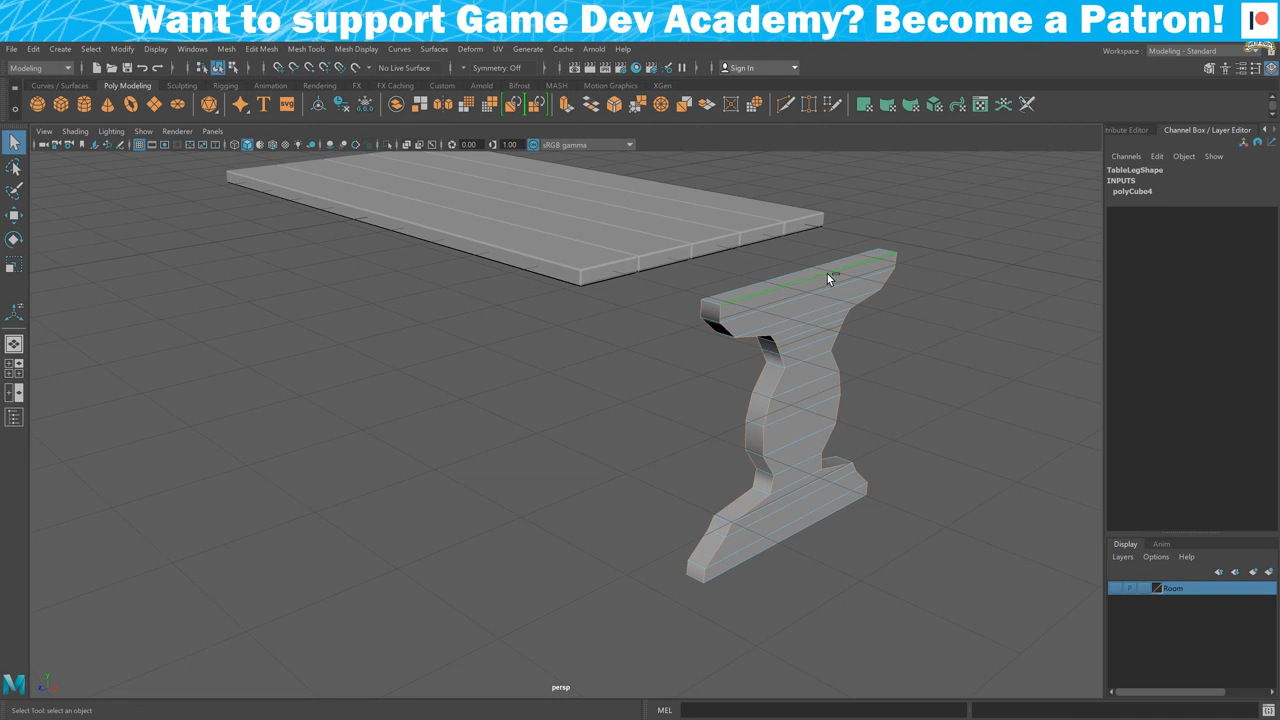 Want to support Game Dev Academy? Become a Patron!
File Edit Create Select Modify Display Windows Mesh Edit Mesh Mesh Tools Mesh Display Curves Surfaces Deform UV Generate Cache Arnold Help
Workspace: Modeling - Standard
Modeling No Live Surface Symmetry: Off Sign In
Curves / Surfaces Poly Modeling Sculpting Rigging Animation Rendering FX FX Caching Custom Arnold Bifrost MASH Motion Graphics XGen
View Shading Lighting Show Renderer Panels
0.00 1.00 sRGB gamma
tribute Editor Channel Box / Layer Editor
Channels Edit Object Show
TableLegShape
INPUTS
polyCube4
Display Anim
Layers Options Help
P Room
persp
Select Tool: select an object
MEL